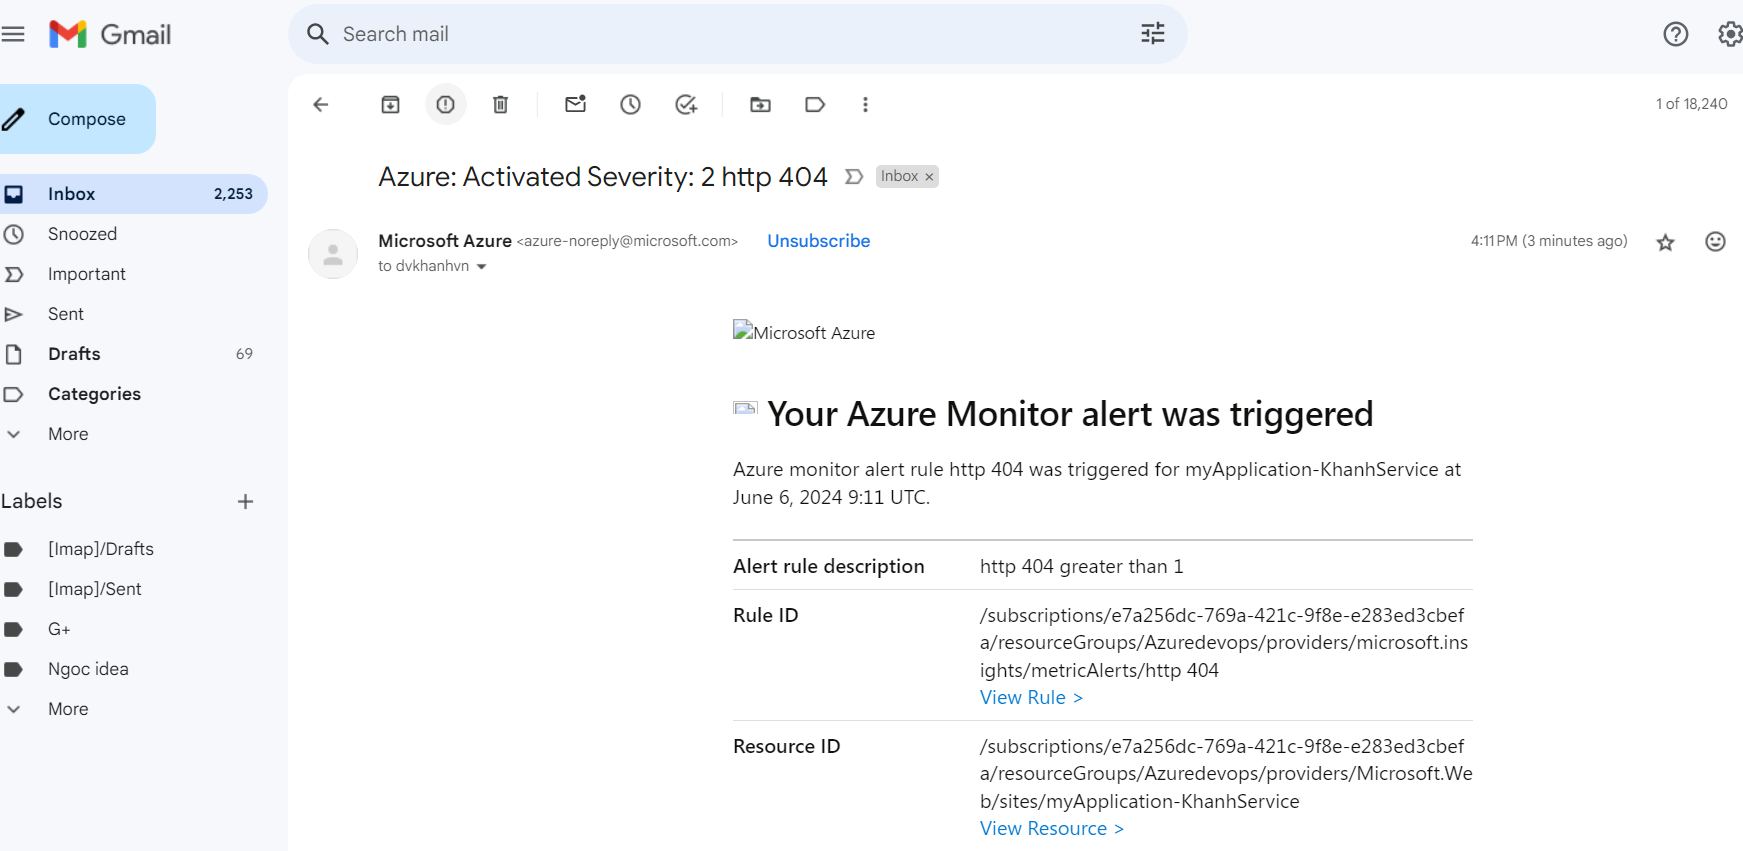 Gmail
Search mail
Compose
1 of 18,240
Azure: Activated Severity: 2 http 404
Inbox ×
Inbox 2,253
Snoozed
Important
Sent
Drafts 69
Categories
More
Labels +
[Imap]/Drafts
[Imap]/Sent
G+
Ngoc idea
More
Microsoft Azure <azure-noreply@microsoft.com> Unsubscribe
4:11 PM (3 minutes ago)
to dvkhanhvn
Microsoft Azure
Your Azure Monitor alert was triggered
Azure monitor alert rule http 404 was triggered for myApplication-KhanhService at
June 6, 2024 9:11 UTC.
Alert rule description http 404 greater than 1
Rule ID /subscriptions/e7a256dc-769a-421c-9f8e-e283ed3cbef
a/resourceGroups/Azuredevops/providers/microsoft.ins
ights/metricAlerts/http 404
View Rule >
Resource ID /subscriptions/e7a256dc-769a-421c-9f8e-e283ed3cbef
a/resourceGroups/Azuredevops/providers/Microsoft.We
b/sites/myApplication-KhanhService
View Resource >